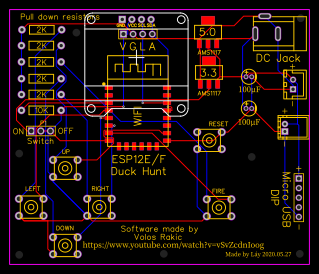 Pull down resistors
GND VCC SCL SDA
V G L A
5.0
AMS1117
DC Jack
2K
2K
2K
2K
2K
3.3
AMS1117
100µF
10K
WIFI
100µF
P1
ON
OFF
Switch
RESET
UP
ESP12E/F
Duck Hunt
LEFT
RIGHT
FIRE
Micro USB
DIP
DOWN
Software made by
Volos Rakic
https://www.youtube.com/watch?v=vSvZcdnIoog
Made by Láy 2020.05.27